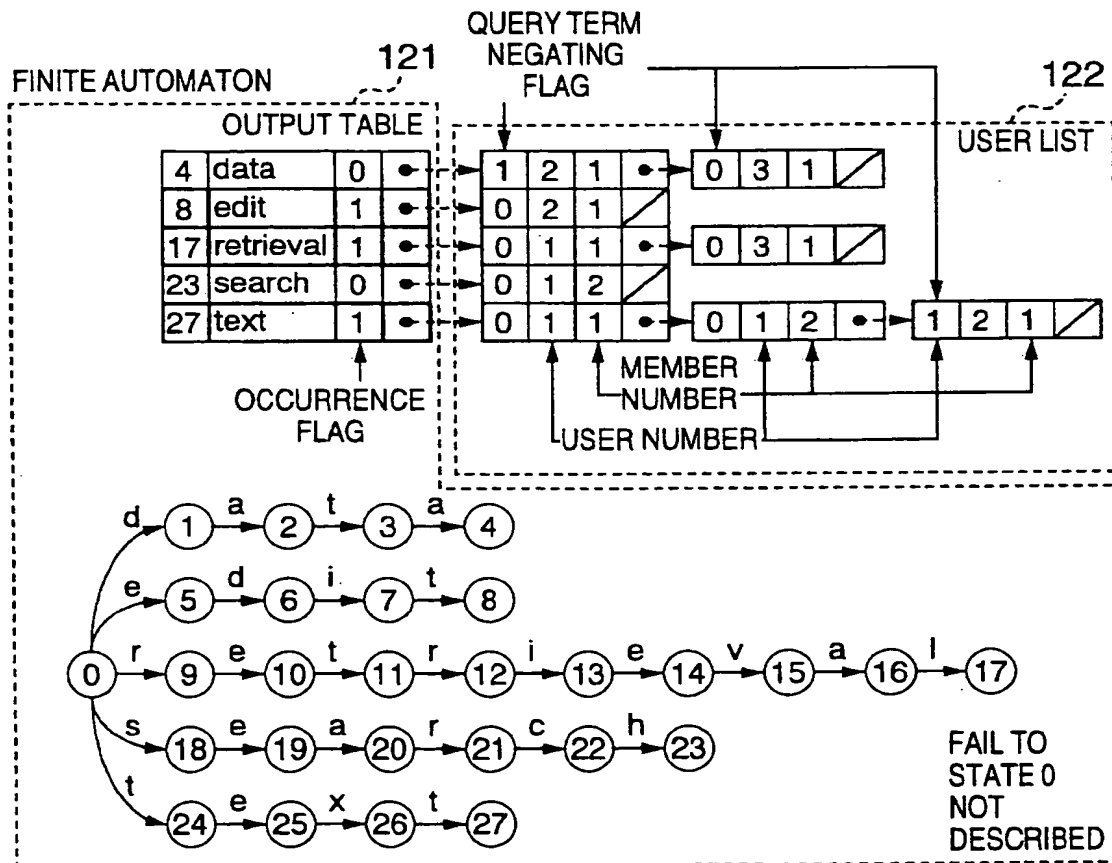 QUERY TERM
NEGATING
FLAG
121
122
FINITE AUTOMATON
OUTPUT TABLE
USER LIST
4 data 0 1 2 1 0 3 1
8 edit 1 0 2 1
17 retrieval 1 0 1 1 0 3 1
23 search 0 0 1 2
27 text 1 0 1 1 0 1 2 1 2 1
OCCURRENCE
FLAG
MEMBER
NUMBER
USER NUMBER
d a t a
1 2 3 4
e d i t
5 6 7 8
r e t r i e v a l
0 9 10 11 12 13 14 15 16 17
s e a r c h
18 19 20 21 22 23
t e x t
24 25 26 27
FAIL TO
STATE 0
NOT
DESCRIBED